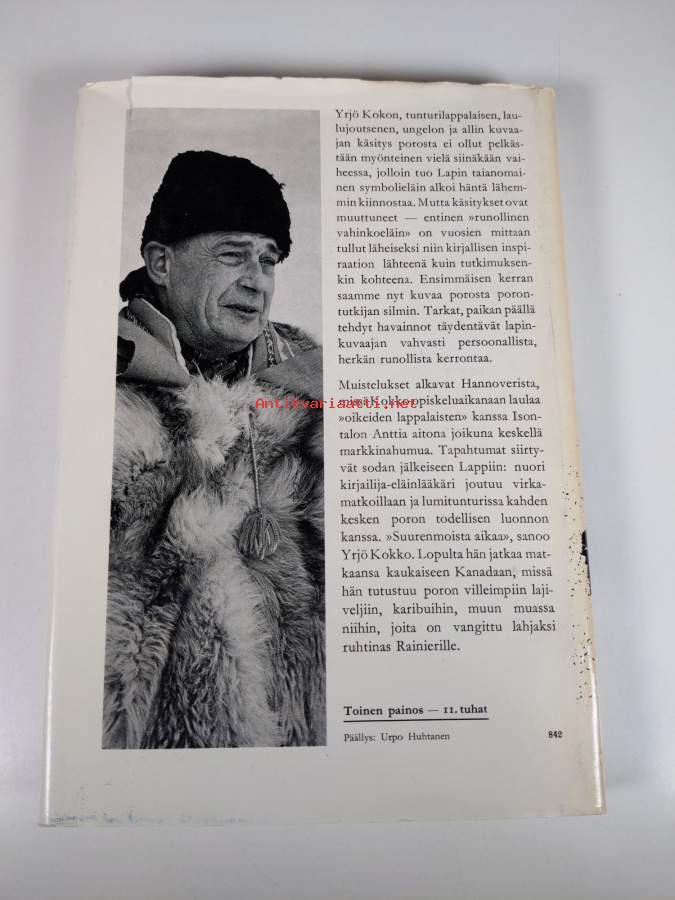 Yrjö Kokon, tunturilappalaisen, lau-
lujoutsenen, ungelon ja allin kuvaa-
jan käsitys porosta ei ollut pelkäs-
tään myönteinen vielä siinäkään vai-
heessa, jolloin tuo Lapin taianomai-
nen symbolieläin alkoi häntä lähem-
min kiinnostaa. Mutta käsitykset ovat
muuttuneet — entinen »runollinen
vahinkoeläin» on vuosien mittaan
tullut läheiseksi niin kirjallisen inspi-
raation lähteenä kuin tutkimuksen-
kin kohteena. Ensimmäisen kerran
saamme nyt kuvaa porosta poron-
tutkijan silmin. Tarkat, paikan päällä
tehdyt havainnot täydentävät lapin-
kuvaajan vahvasti persoonallista,
herkän runollista kerrontaa.
Muistelukset alkavat Hannoverista,
missä Kokko opiskeluaikanaan laulaa
Antikvariaatti.net
»oikeiden lappalaisten» kanssa Ison-
talon Anttia aitona joikuna keskellä
markkinahumua. Tapahtumat siirty-
vät sodan jälkeiseen Lappiin: nuori
kirjailija-eläinlääkäri joutuu virka-
matkoillaan ja lumitunturissa kahden
kesken poron todellisen luonnon
kanssa. »Suurenmoista aikaa», sanoo
Yrjö Kokko. Lopulta hän jatkaa mat-
kaansa kaukaiseen Kanadaan, missä
hän tutustuu poron villeimpiin laji-
veljiin, karibuihin, muun muassa
niihin, joita on vangittu lahjaksi
ruhtinas Rainierille.
Toinen painos — 11. tuhat
Päällys: Urpo Huhtanen 842